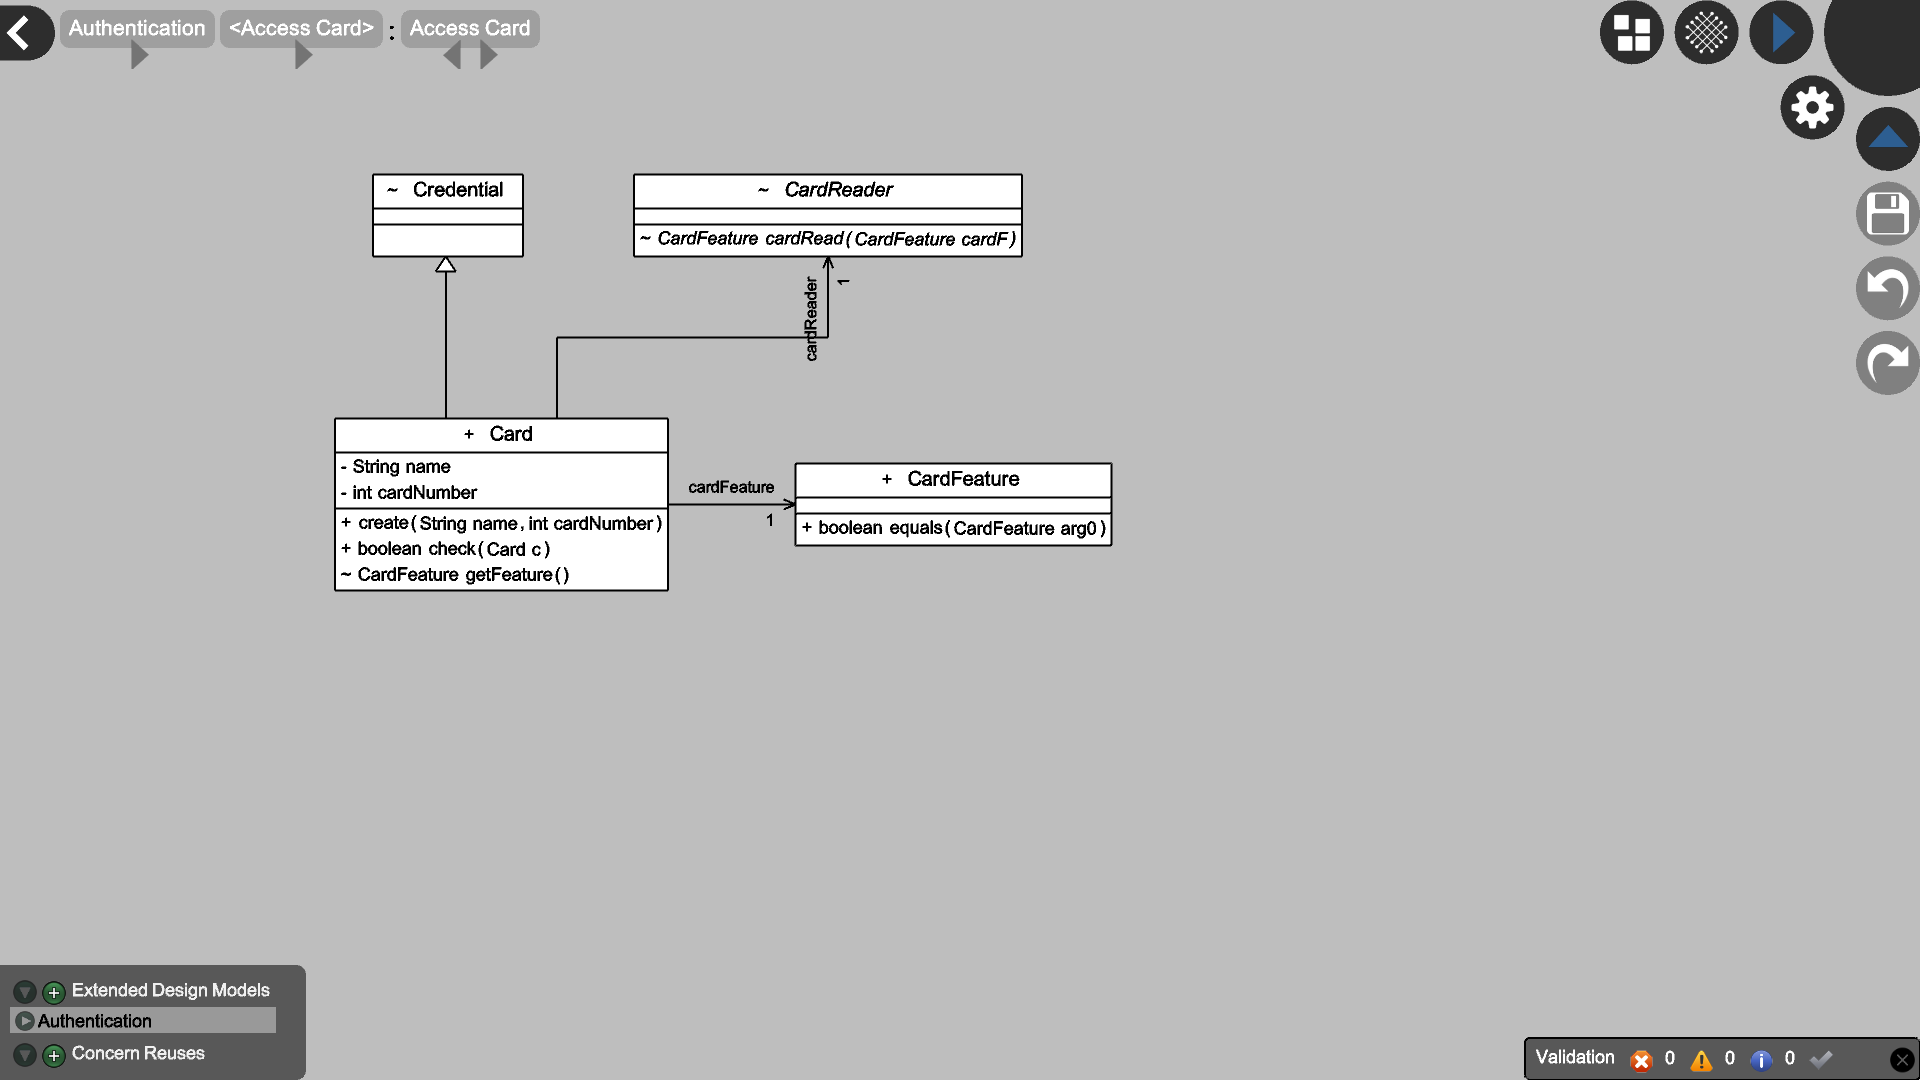 Authentication <Access Card> : Access Card
~ Credential
~ CardReader
~ CardFeature cardRead(CardFeature cardF)
cardReader
1
+ Card
- String name
- int cardNumber
+ create(String name, int cardNumber)
+ boolean check(Card c)
~ CardFeature getFeature()
cardFeature
1
+ CardFeature
+ boolean equals(CardFeature arg0)
Extended Design Models
Authentication
Concern Reuses
Validation 0 0 0